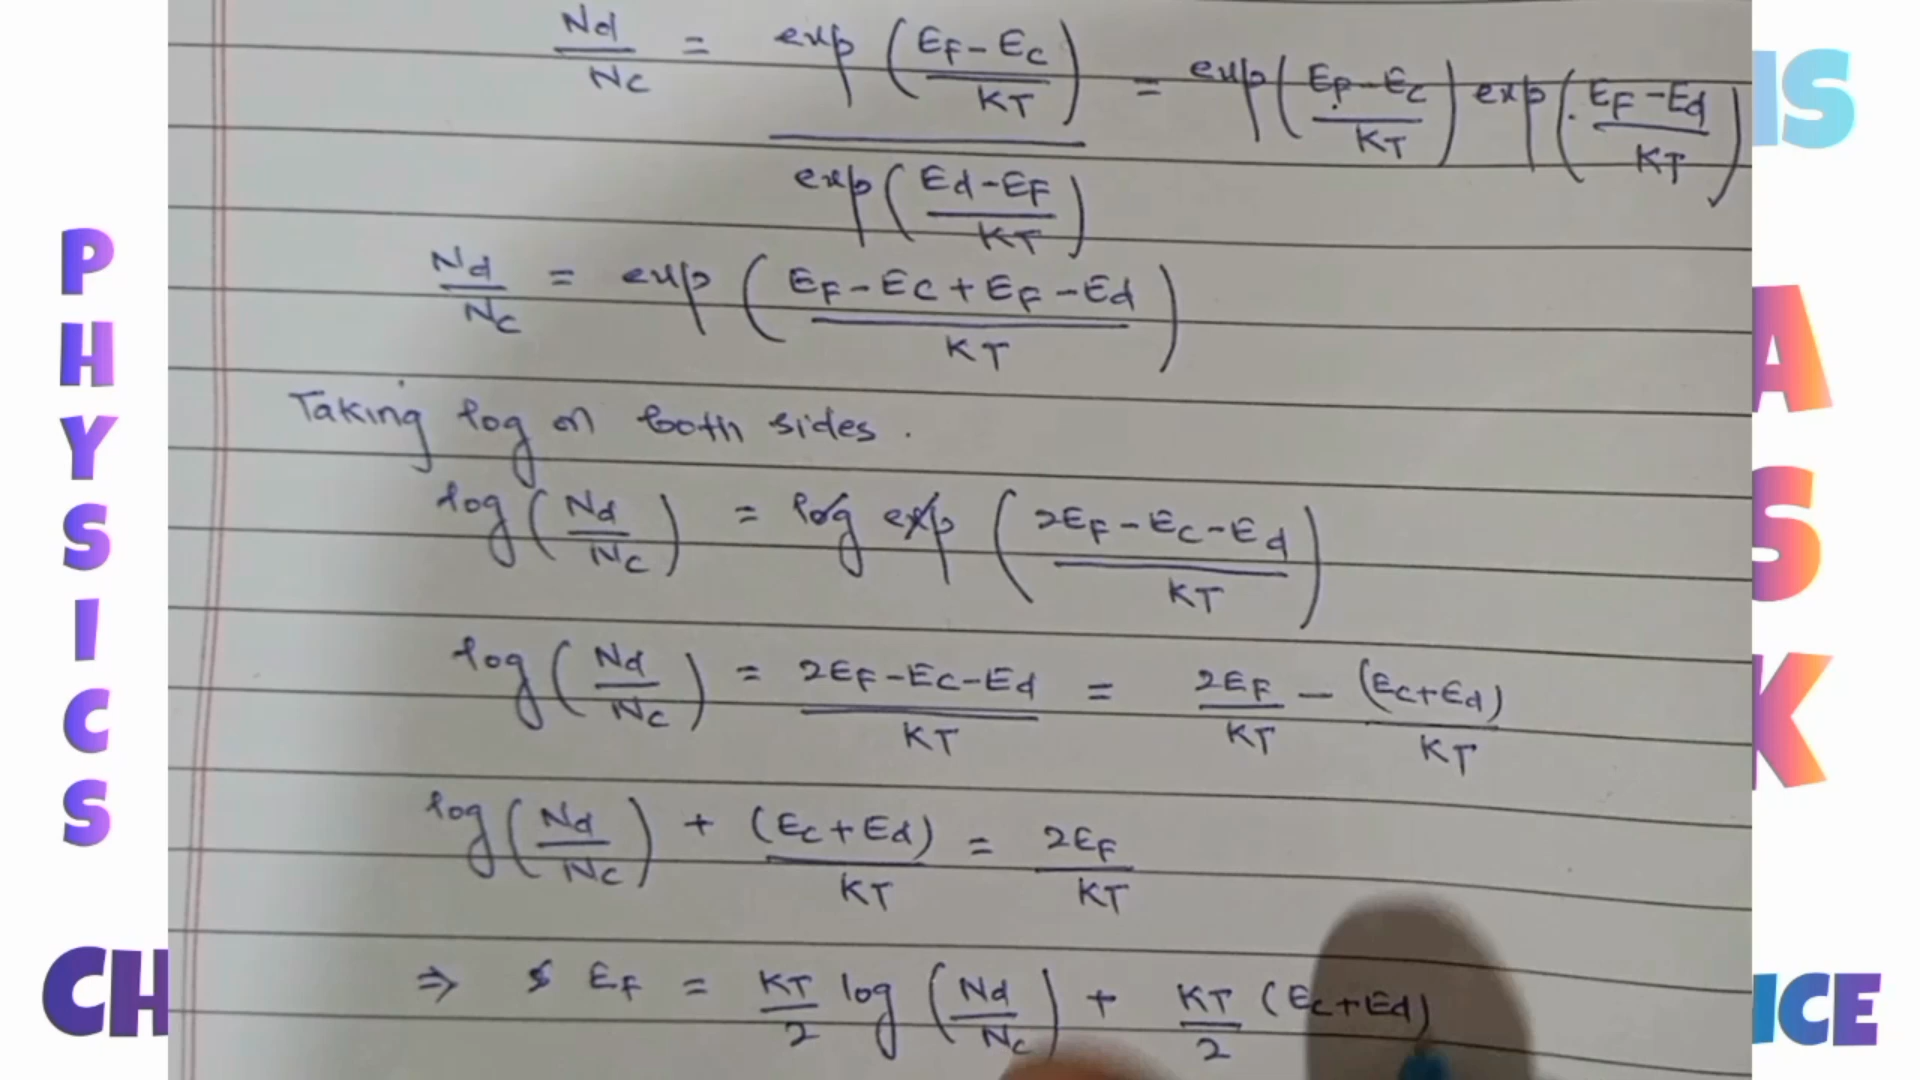 Nd/Nc = exp((EF-Ec)/KT) / exp((Ed-EF)/KT) = exp((EF-Ec)/KT) exp((EF-Ed)/KT)
Nd/Nc = exp((EF-Ec+EF-Ed)/KT)
Taking log on both sides.
log(Nd/Nc) = log exp((2EF-Ec-Ed)/KT)
log(Nd/Nc) = (2EF-Ec-Ed)/KT = 2EF/KT - (Ec+Ed)/KT
log(Nd/Nc) + (Ec+Ed)/KT = 2EF/KT
⇒ EF = KT/2 log(Nd/Nc) + KT/2 (Ec+Ed)
PHYSICS
CH
IS
ASK
ICE